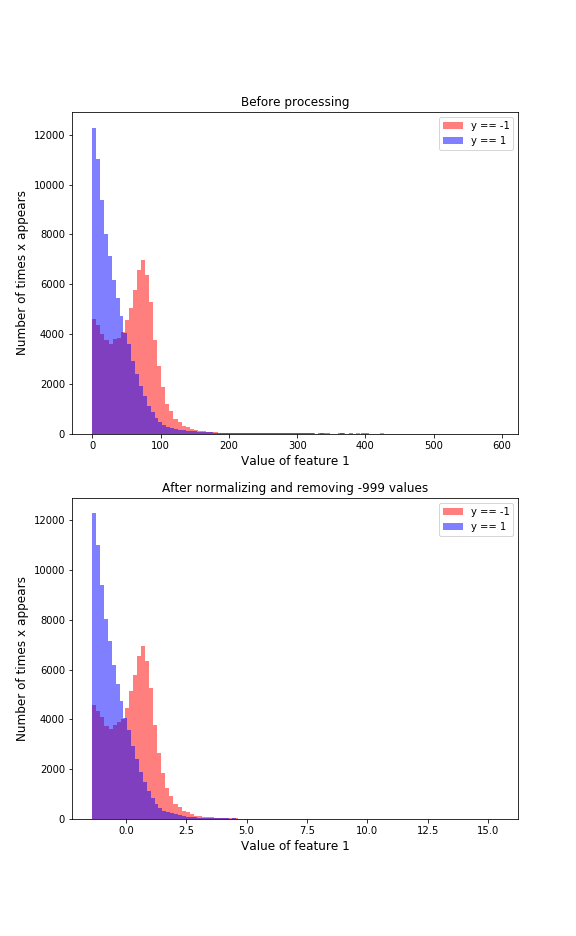 Before processing
y == -1
y == 1
Number of times x appears
12000
10000
8000
6000
4000
2000
0
0 100 200 300 400 500 600
Value of feature 1
After normalizing and removing -999 values
y == -1
y == 1
Number of times x appears
12000
10000
8000
6000
4000
2000
0
0.0 2.5 5.0 7.5 10.0 12.5 15.0
Value of feature 1